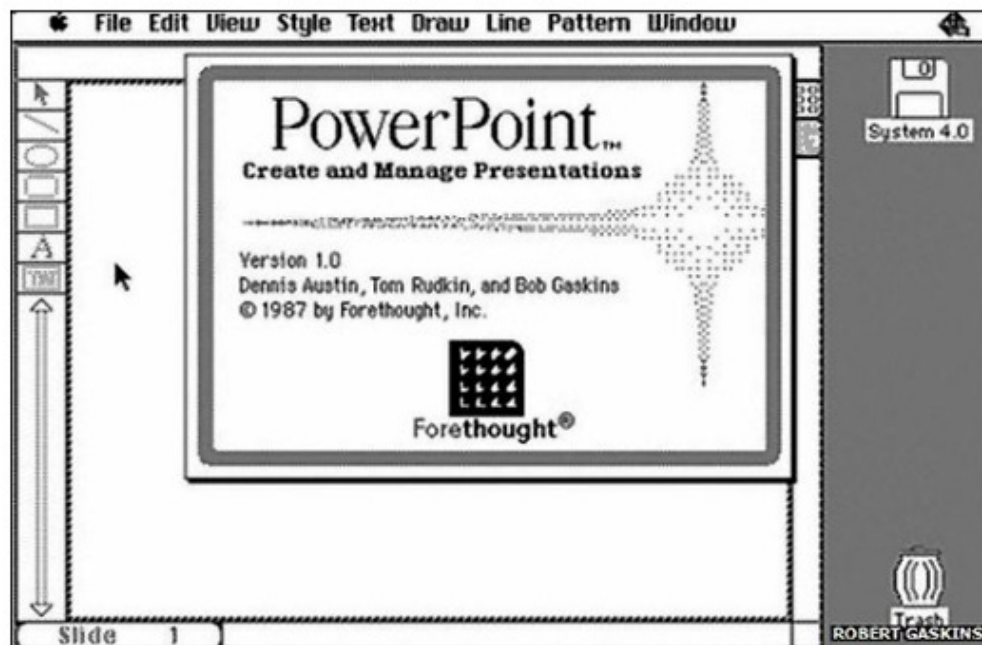 File Edit View Style Text Draw Line Pattern Window
PowerPoint™
Create and Manage Presentations
Version 1.0
Dennis Austin, Tom Rudkin, and Bob Gaskins
© 1987 by Forethought, Inc.
Forethought®
A
System 4.0
Trash
Slide 1
ROBERT GASKINS